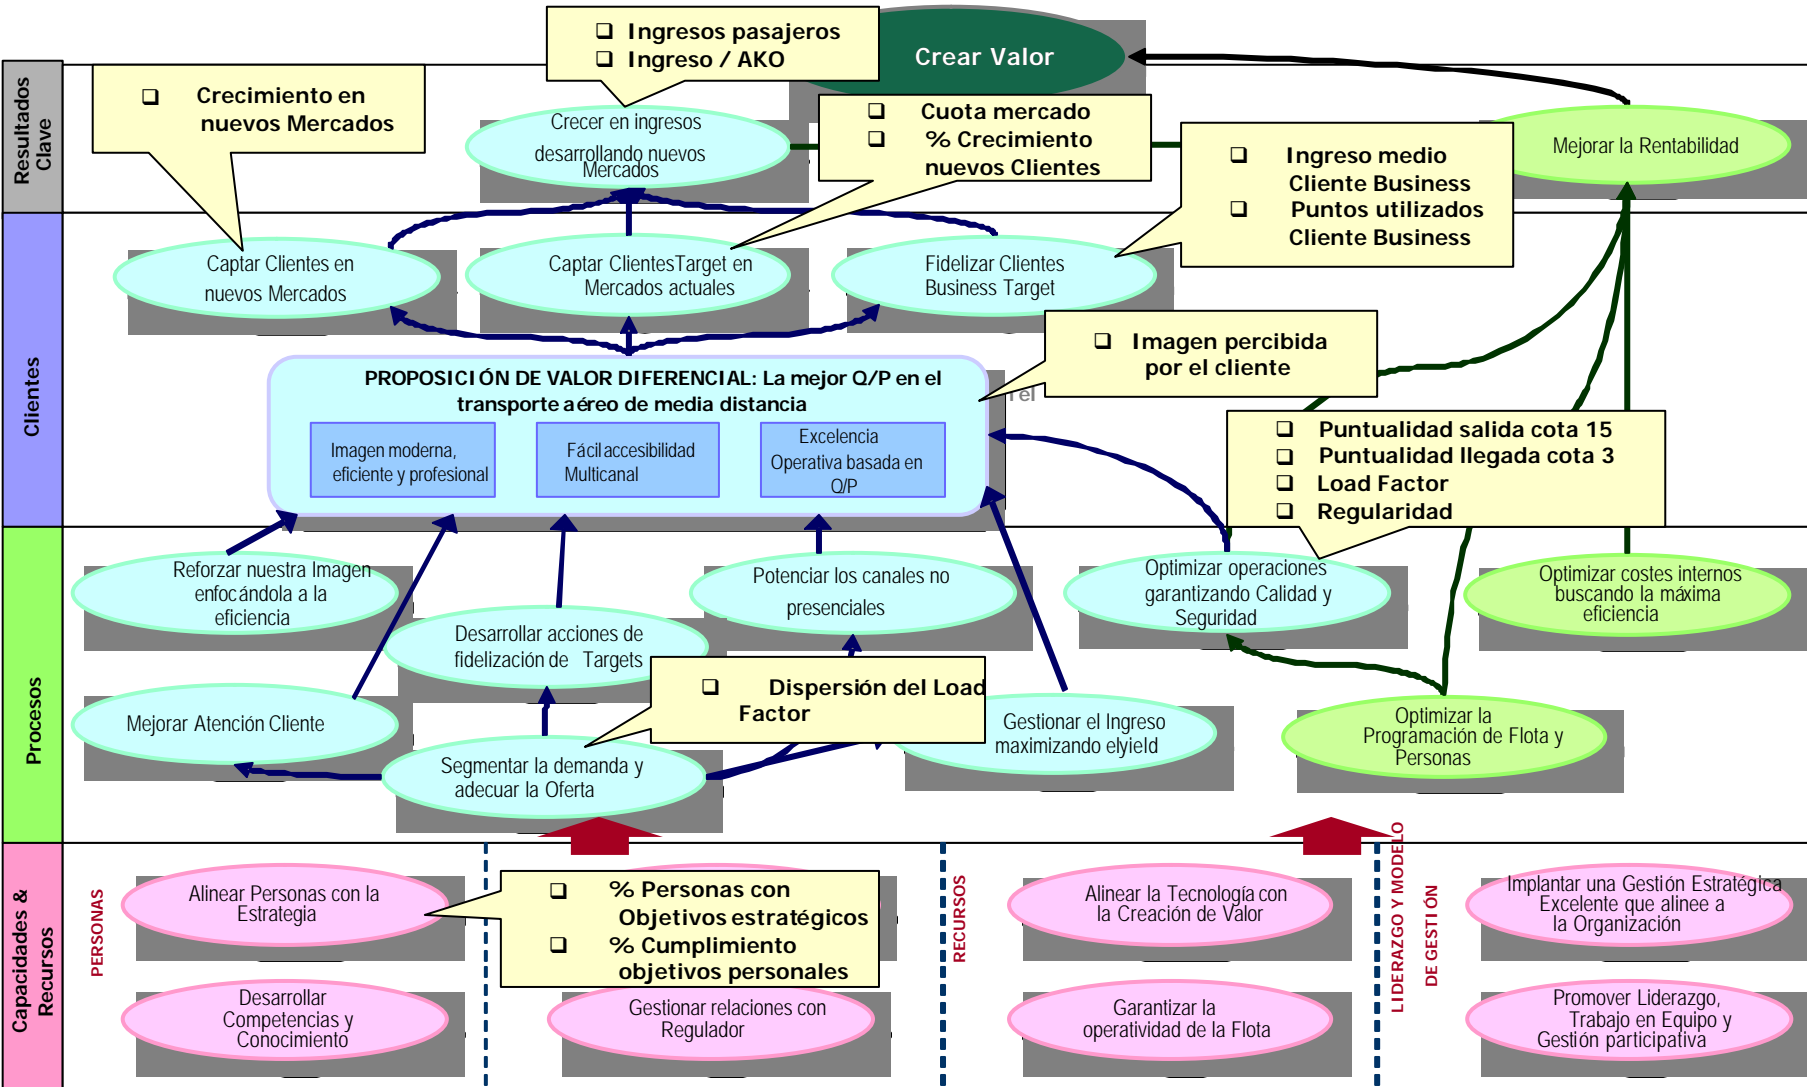 ❑ Ingresos pasajeros
❑ Ingreso / AKO
Crear Valor
Resultados
Clave
❑ Crecimiento en
nuevos Mercados
Crecer en ingresos
desarrollando nuevos
Mercados
❑ Cuota mercado
❑ % Crecimiento
nuevos Clientes
❑ Ingreso medio
Cliente Business
❑ Puntos utilizados
Cliente Business
Mejorar la Rentabilidad
Clientes
Captar Clientes en
nuevos Mercados
Captar ClientesTarget en
Mercados actuales
Fidelizar Clientes
Business Target
❑ Imagen percibida
por el cliente
PROPOSICIÓN DE VALOR DIFERENCIAL: La mejor Q/P en el
transporte aéreo de media distancia
Imagen moderna,
eficiente y profesional
Fácil accesibilidad
Multicanal
Excelencia
Operativa basada en
Q/P
❑ Puntualidad salida cota 15
❑ Puntualidad llegada cota 3
❑ Load Factor
❑ Regularidad
Procesos
Reforzar nuestra Imagen
enfocándola a la
eficiencia
Potenciar los canales no
presenciales
Optimizar operaciones
garantizando Calidad y
Seguridad
Optimizar costes internos
buscando la máxima
eficiencia
Desarrollar acciones de
fidelización de Targets
❑ Dispersión del Load
Factor
Mejorar Atención Cliente
Gestionar el Ingreso
maximizando elyield
Optimizar la
Programación de Flota y
Personas
Segmentar la demanda y
adecuar la Oferta
Capacidades &
Recursos
PERSONAS
Alinear Personas con la
Estrategia
❑ % Personas con
Objetivos estratégicos
❑ % Cumplimiento
objetivos personales
RECURSOS
Alinear la Tecnología con
la Creación de Valor
LIDERAZGO Y MODELO
DE GESTIÓN
Implantar una Gestión Estratégica
Excelente que alinee a
la Organización
Desarrollar
Competencias y
Conocimiento
Gestionar relaciones con
Regulador
Garantizar la
operatividad de la Flota
Promover Liderazgo,
Trabajo en Equipo y
Gestión participativa